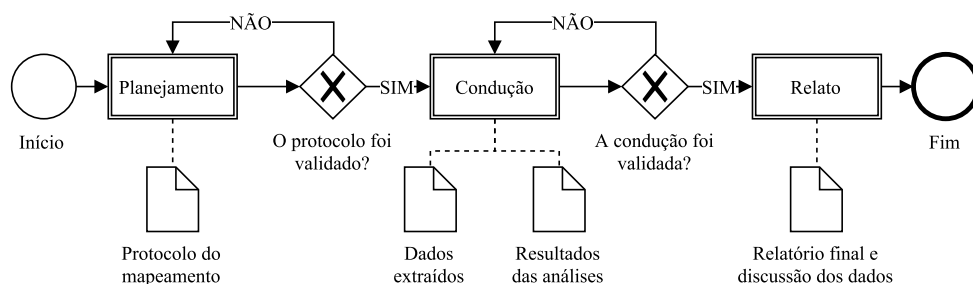 NÃO
NÃO
Planejamento
SIM
Condução
SIM
Relato
Início
O protocolo foi
validado?
A condução foi
validada?
Fim
Protocolo do
mapeamento
Dados
extraídos
Resultados
das análises
Relatório final e
discussão dos dados